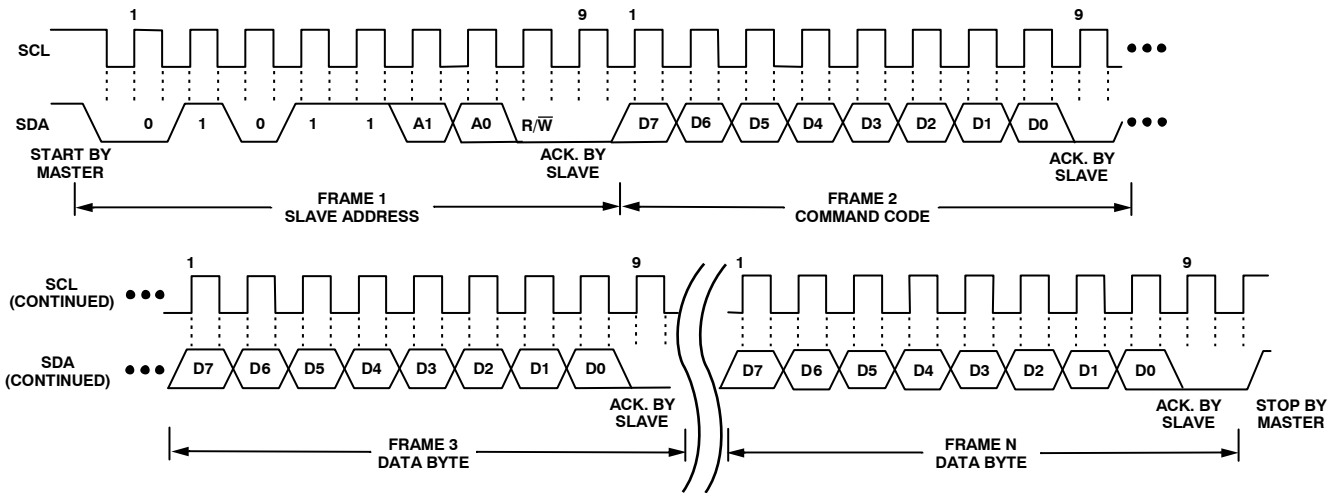 1 9 1 9
SCL
SDA 0 1 0 1 1 A1 A0 R/W̅ D7 D6 D5 D4 D3 D2 D1 D0
START BY
MASTER
ACK. BY
SLAVE
ACK. BY
SLAVE
FRAME 1
SLAVE ADDRESS
FRAME 2
COMMAND CODE
1 9 1 9
SCL
(CONTINUED)
SDA
(CONTINUED)
D7 D6 D5 D4 D3 D2 D1 D0 D7 D6 D5 D4 D3 D2 D1 D0
ACK. BY
SLAVE
ACK. BY
SLAVE
STOP BY
MASTER
FRAME 3
DATA BYTE
FRAME N
DATA BYTE